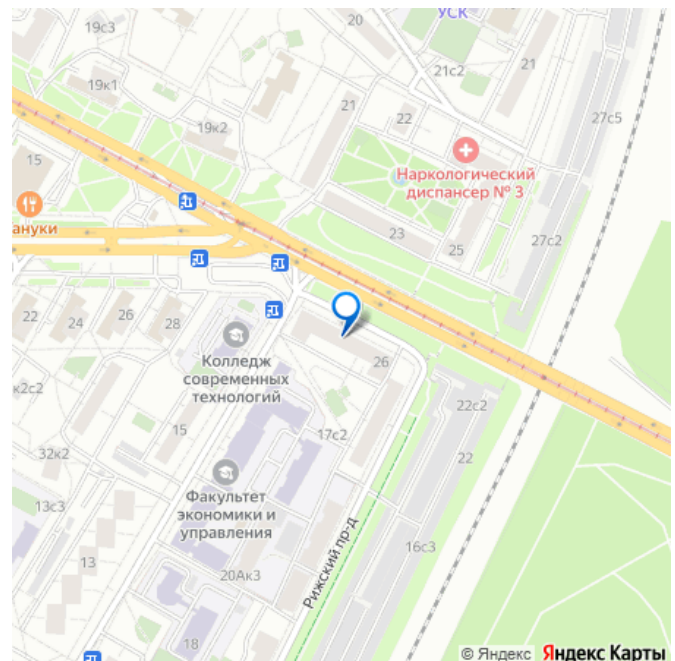 УСК
20
19с3
21с2
21
19к1
21
22
27с5
19к2
Наркологический
диспансер № 3
15
ануки
23
25
27с2
22
24
26
28
Колледж
современных
технологий
26
к2с2
22с2
15
17с2
32к2
22
Факультет
экономики и
управления
13с3
16с3
13
20Ак3
Рижский пр-д
18
© Яндекс Яндекс Карты